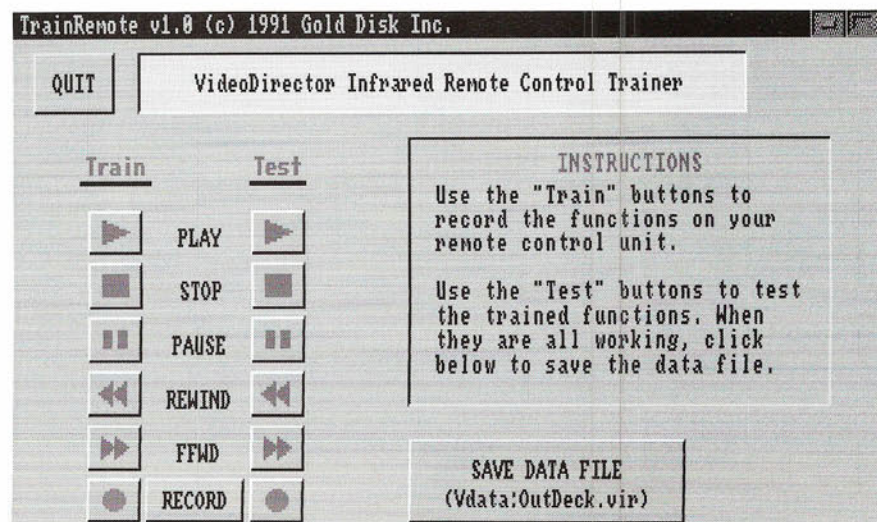 TrainRemote v1.0 (c) 1991 Gold Disk Inc.
QUIT
VideoDirector Infrared Remote Control Trainer
Train
Test
PLAY
STOP
PAUSE
REWIND
FFWD
RECORD
INSTRUCTIONS
Use the "Train" buttons to
record the functions on your
remote control unit.
Use the "Test" buttons to test
the trained functions. When
they are all working, click
below to save the data file.
SAVE DATA FILE
(Vdata:OutDeck.vir)